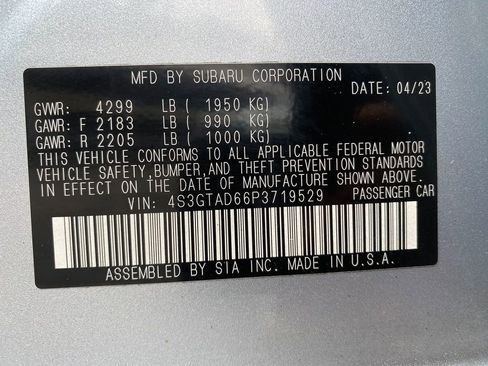 MFD BY SUBARU CORPORATION
DATE: 04/23
GVWR: 4299 LB ( 1950 KG)
GAWR: F 2183 LB ( 990 KG)
GAWR: R 2205 LB ( 1000 KG)
THIS VEHICLE CONFORMS TO ALL APPLICABLE FEDERAL MOTOR
VEHICLE SAFETY, BUMPER, AND THEFT PREVENTION STANDARDS
IN EFFECT ON THE DATE OF MANUFACTURE SHOWN ABOVE.
VIN: 4S3GTAD66P3719529 PASSENGER CAR
ASSEMBLED BY SIA INC. MADE IN U.S.A.